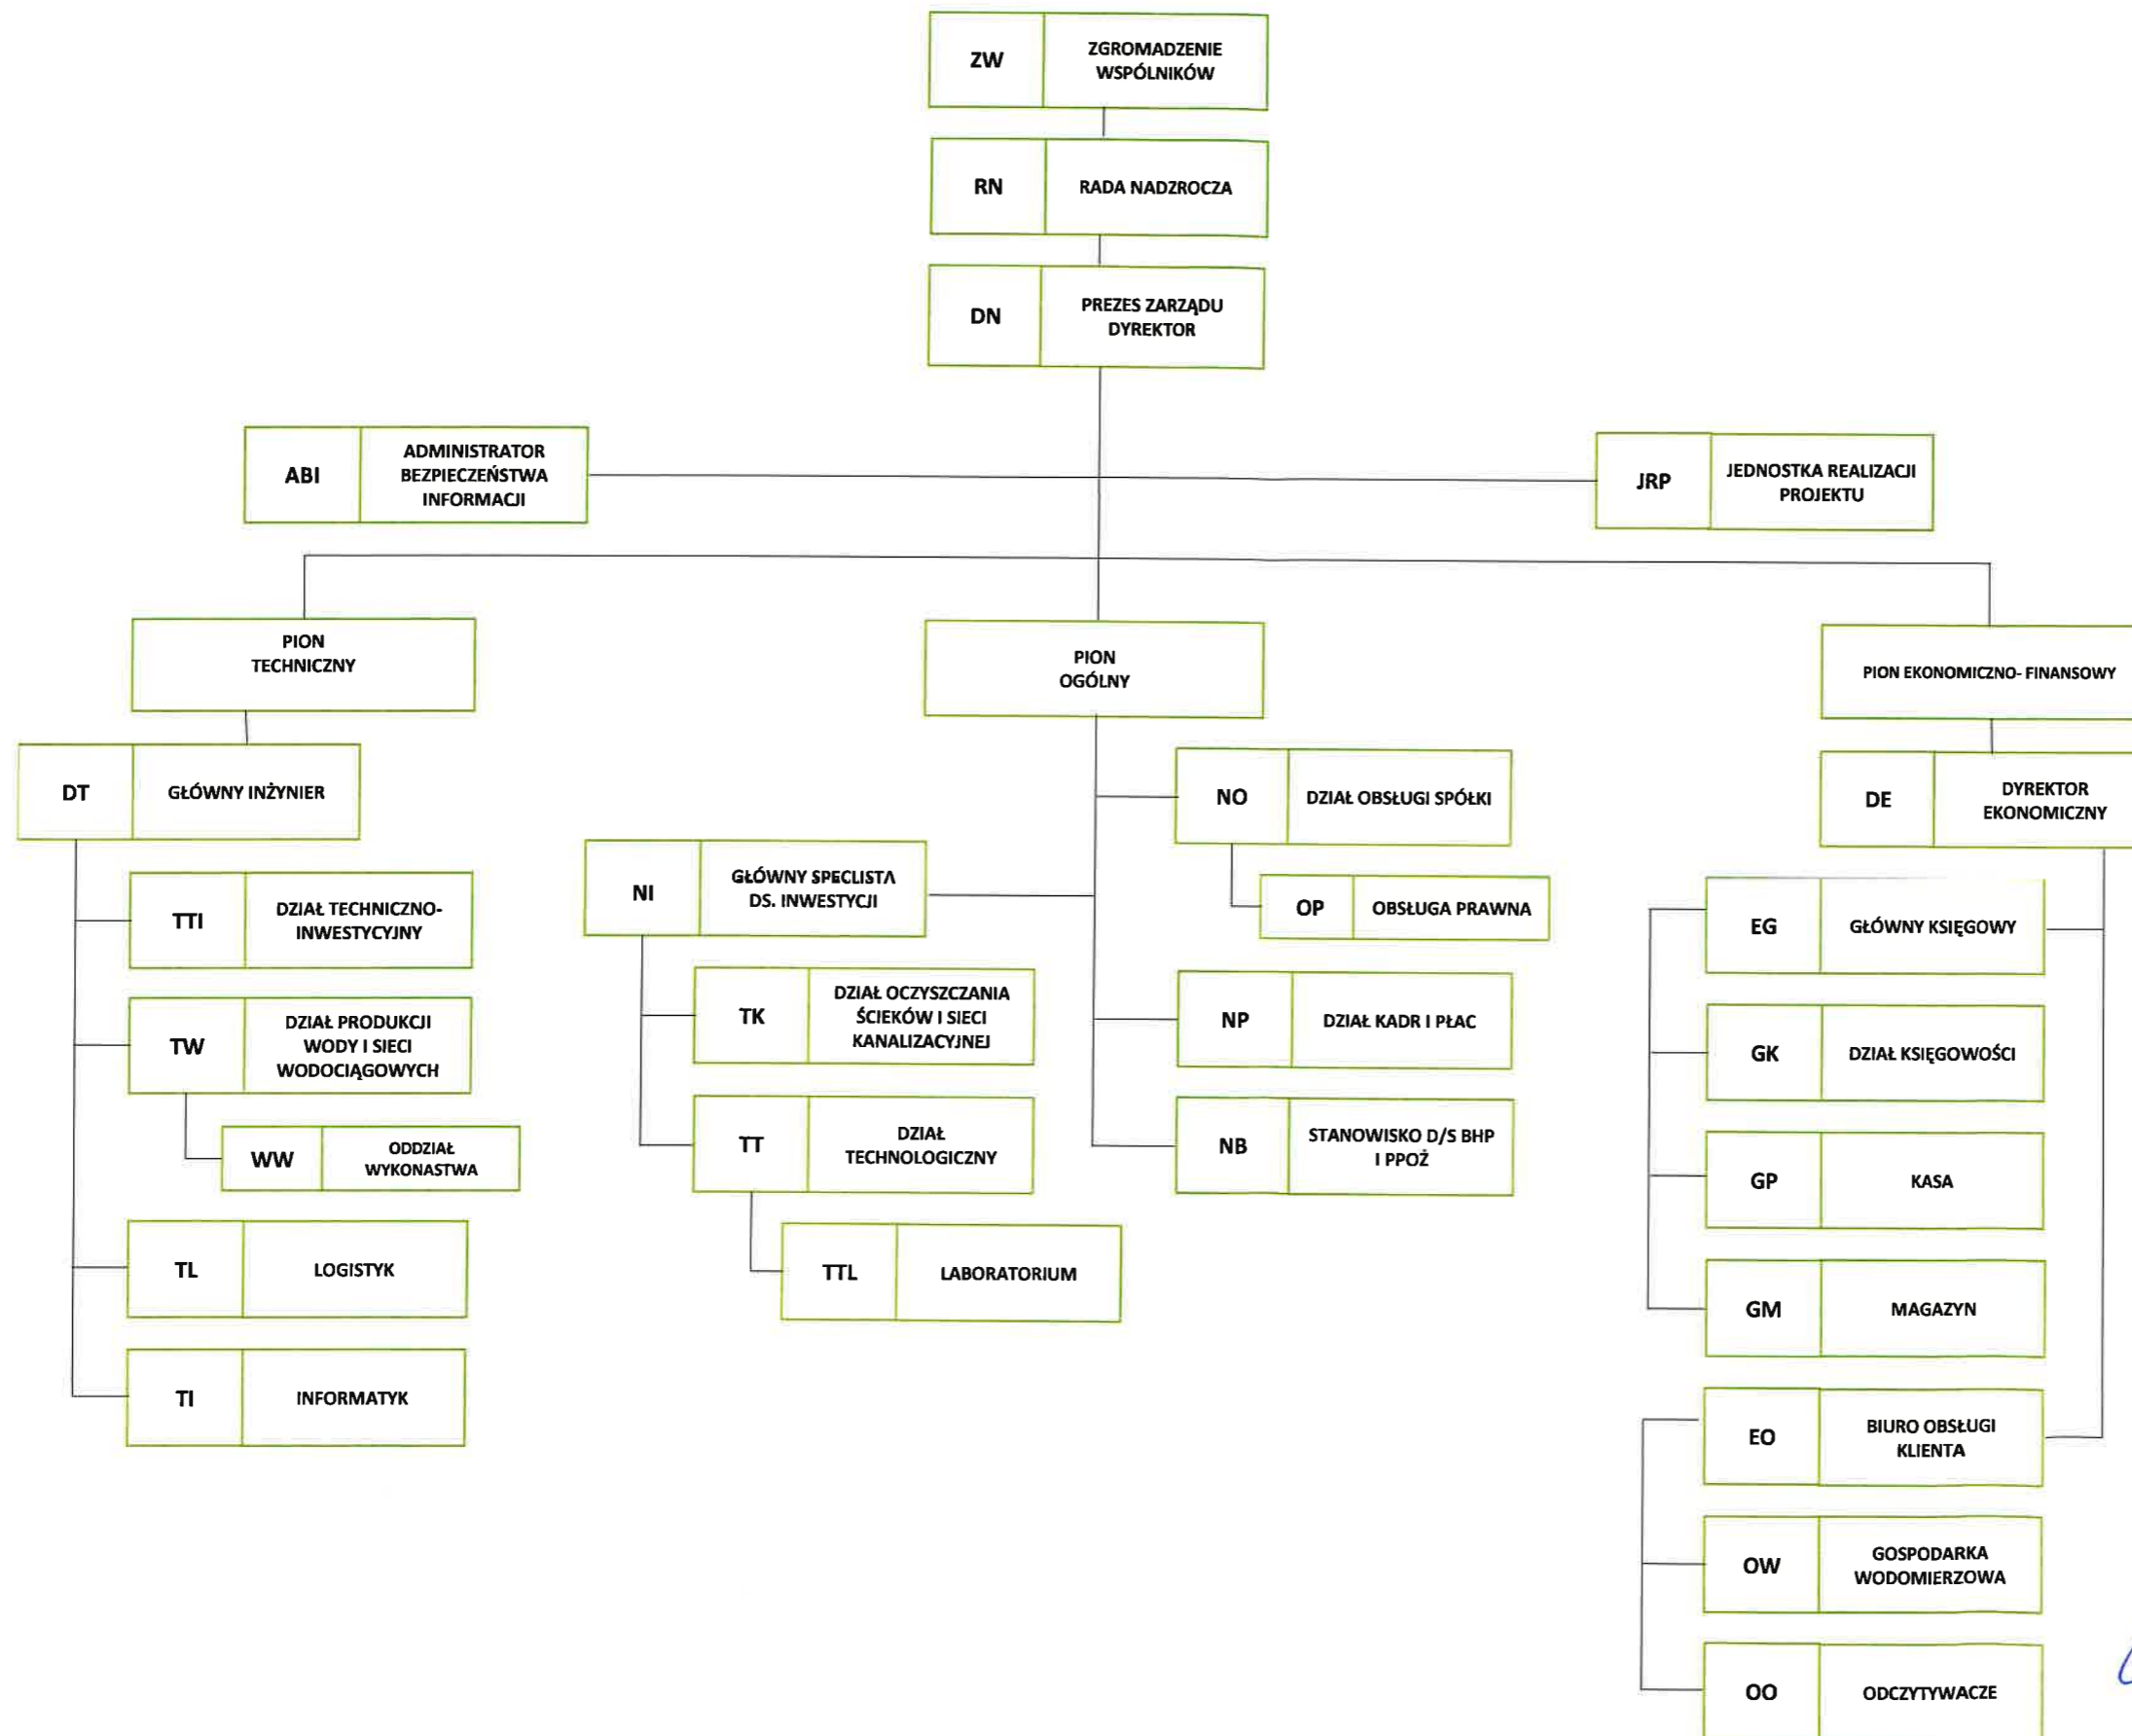 ZW
ZGROMADZENIE
WSPÓLNIKÓW
RN
RADA NADZROCZA
DN
PREZES ZARZĄDU
DYREKTOR
ABI
ADMINISTRATOR
BEZPIECZEŃSTWA
INFORMACJI
JRP
JEDNOSTKA REALIZACJI
PROJEKTU
PION
TECHNICZNY
DT
GŁÓWNY INŻYNIER
TTI
DZIAŁ TECHNICZNO-
INWESTYCYJNY
TW
DZIAŁ PRODUKCJI
WODY I SIECI
WODOCIĄGOWYCH
WW
ODDZIAŁ
WYKONASTWA
TL
LOGISTYK
TI
INFORMATYK
PION
OGÓLNY
NI
GŁÓWNY SPECLISTA
DS. INWESTYCJI
TK
DZIAŁ OCZYSZCZANIA
ŚCIEKÓW I SIECI
KANALIZACYJNEJ
TT
DZIAŁ
TECHNOLOGICZNY
TTL
LABORATORIUM
NO
DZIAŁ OBSŁUGI SPÓŁKI
OP
OBSŁUGA PRAWNA
NP
DZIAŁ KADR I PŁAC
NB
STANOWISKO D/S BHP
I PPOŻ
PION EKONOMICZNO- FINANSOWY
DE
DYREKTOR
EKONOMICZNY
EG
GŁÓWNY KSIĘGOWY
GK
DZIAŁ KSIĘGOWOŚCI
GP
KASA
GM
MAGAZYN
EO
BIURO OBSŁUGI
KLIENTA
OW
GOSPODARKA
WODOMIERZOWA
OO
ODCZYTYWACZE